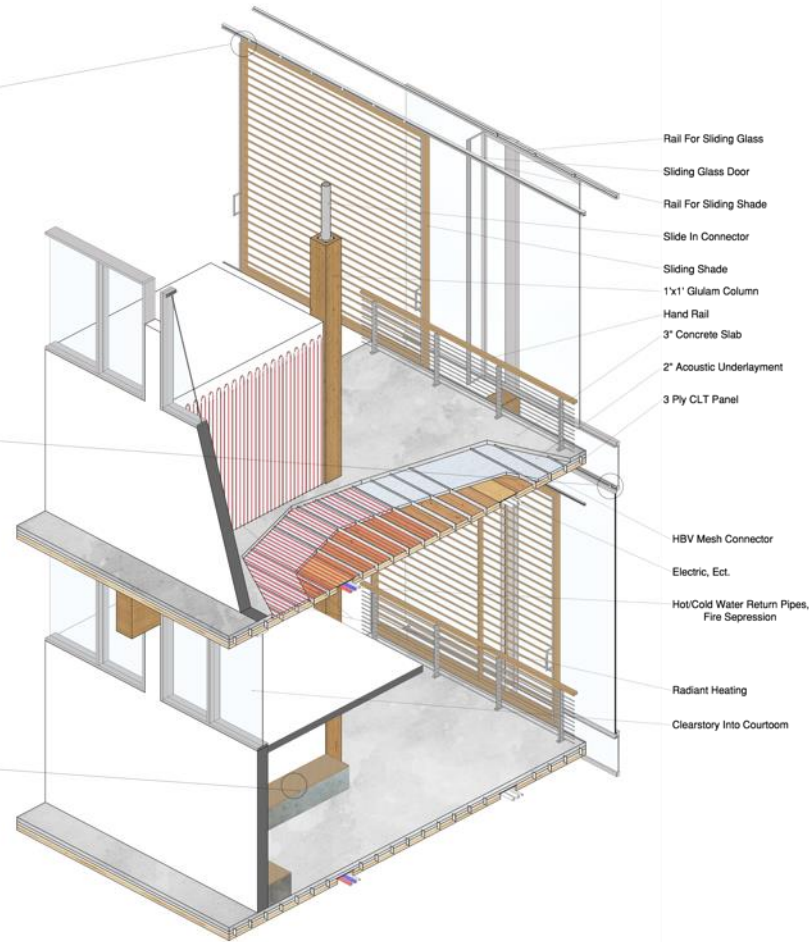 Rail For Sliding Glass
Sliding Glass Door
Rail For Sliding Shade
Slide In Connector
Sliding Shade
1'x1' Glulam Column
Hand Rail
3" Concrete Slab
2" Acoustic Underlayment
3 Ply CLT Panel
HBV Mesh Connector
Electric, Ect.
Hot/Cold Water Return Pipes,
Fire Sepression
Radiant Heating
Clearstory Into Courtoom